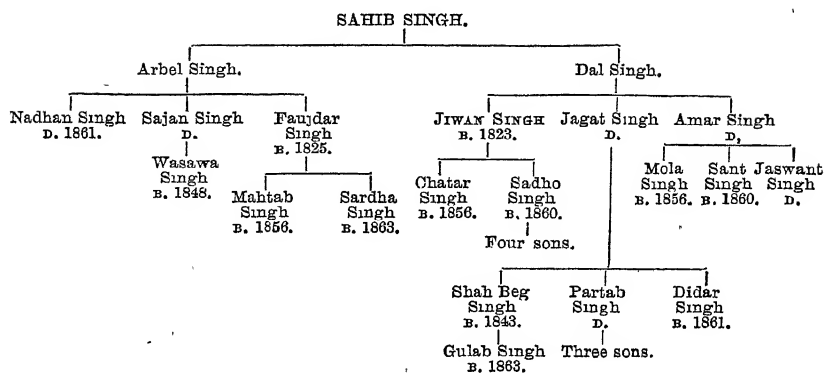 SAHIB SINGH.
Arbel Singh. Dal Singh.
Nadhan Singh Sajan Singh Faujdar JIWAN SINGH Jagat Singh Amar Singh
D. 1861. D. Singh B. 1823. D. D,
B. 1825.
Wasawa Mola Sant Jaswant
Singh Chatar Sadho Singh Singh Singh
B. 1848. Mahtab Sardha Singh Singh B. 1856. B. 1860. D.
Singh Singh B. 1856. B. 1860.
B. 1856. B. 1863.
Four sons.
Shah Beg Partab Didar
Singh Singh Singh
B. 1843. D. B. 1861.
Gulab Singh Three sons.
B. 1863.